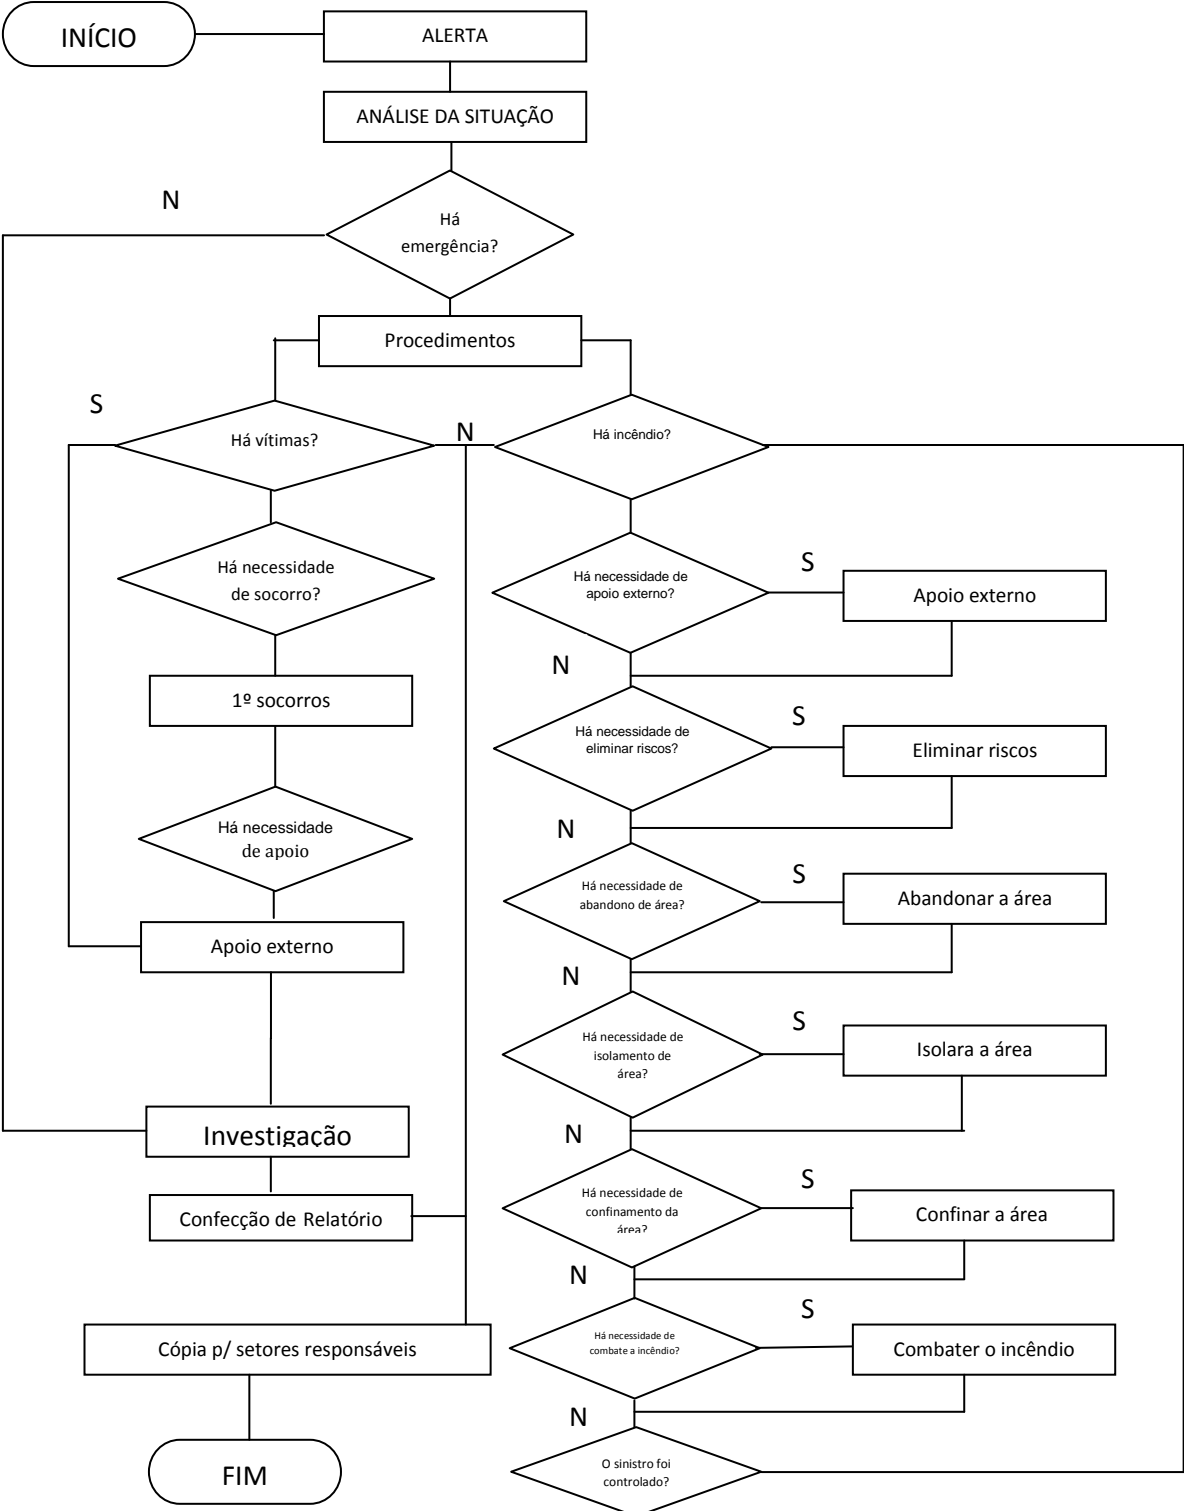 INÍCIO
ALERTA
ANÁLISE DA SITUAÇÃO
N
Há
emergência?
Procedimentos
S
Há vítimas?
N
Há incêndio?
Há necessidade
de socorro?
Há necessidade de
apoio externo?
S
Apoio externo
N
1º socorros
Há necessidade de
eliminar riscos?
S
Eliminar riscos
N
Há necessidade
de apoio
Há necessidade de
abandono de área?
S
Abandonar a área
N
Apoio externo
Há necessidade de
isolamento de
área?
S
Isolara a área
N
Investigação
Confecção de Relatório
Há necessidade de
confinamento da
área?
S
Confinar a área
N
Cópia p/ setores responsáveis
Há necessidade de
combate a incêndio?
S
Combater o incêndio
N
FIM
O sinistro foi
controlado?